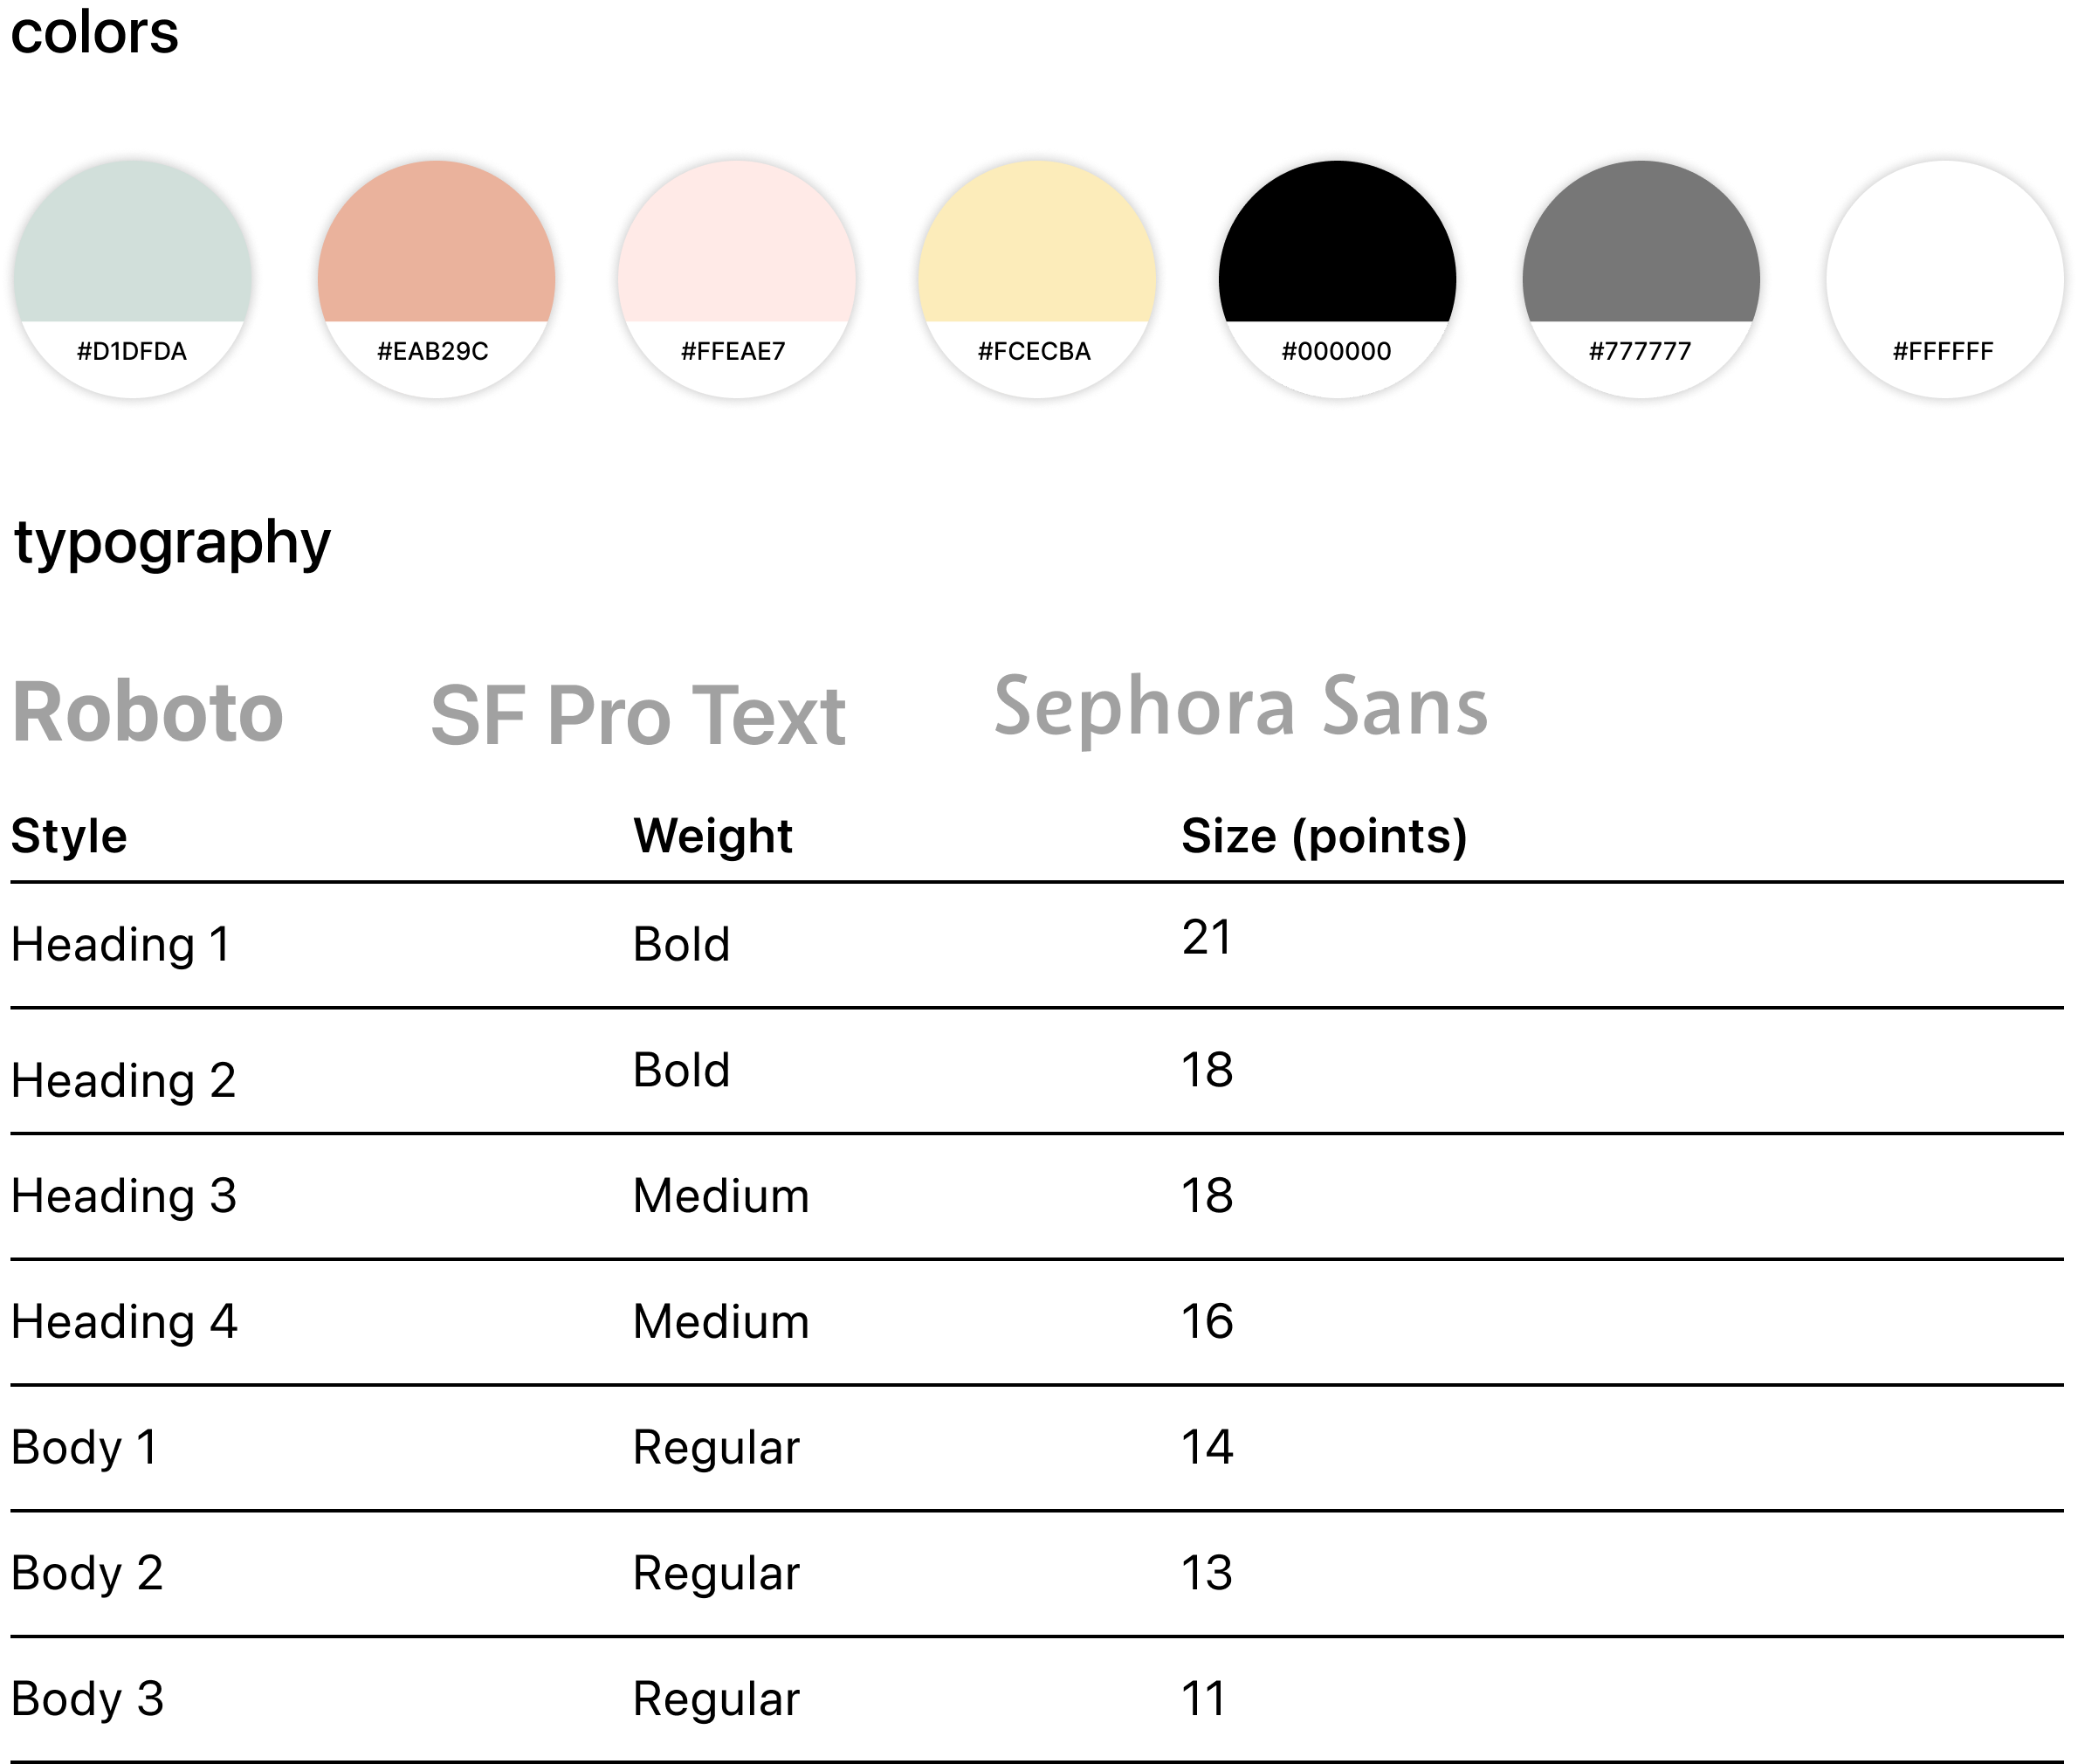 colors
#D1DFDA #EAB29C #FFEAE7 #FCECBA #000000 #777777 #FFFFFF
typography
Roboto SF Pro Text Sephora Sans
Style Weight Size (points)
Heading 1 Bold 21
Heading 2 Bold 18
Heading 3 Medium 18
Heading 4 Medium 16
Body 1 Regular 14
Body 2 Regular 13
Body 3 Regular 11